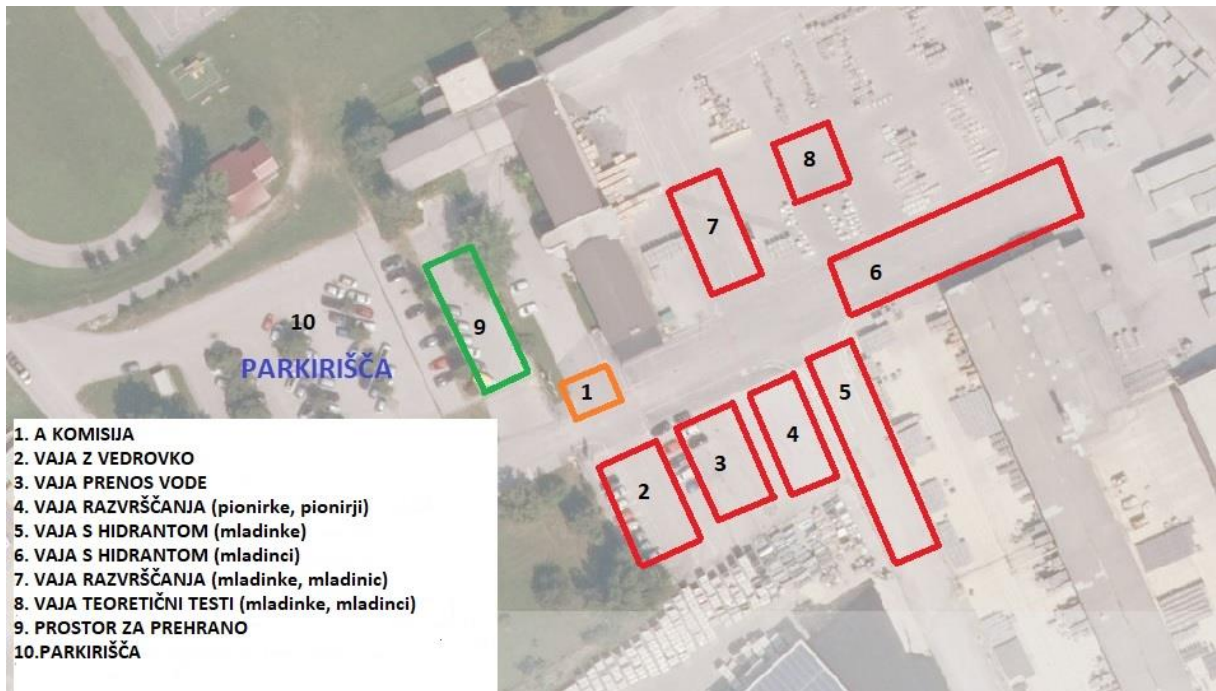 8
7
6
9
10
PARKIRIŠČA
1
5
4
3
2
1. A KOMISIJA
2. VAJA Z VEDROVKO
3. VAJA PRENOS VODE
4. VAJA RAZVRŠČANJA (pionirke, pionirji)
5. VAJA S HIDRANTOM (mladinke)
6. VAJA S HIDRANTOM (mladinci)
7. VAJA RAZVRŠČANJA (mladinke, mladinic)
8. VAJA TEORETIČNI TESTI (mladinke, mladinci)
9. PROSTOR ZA PREHRANO
10.PARKIRIŠČA